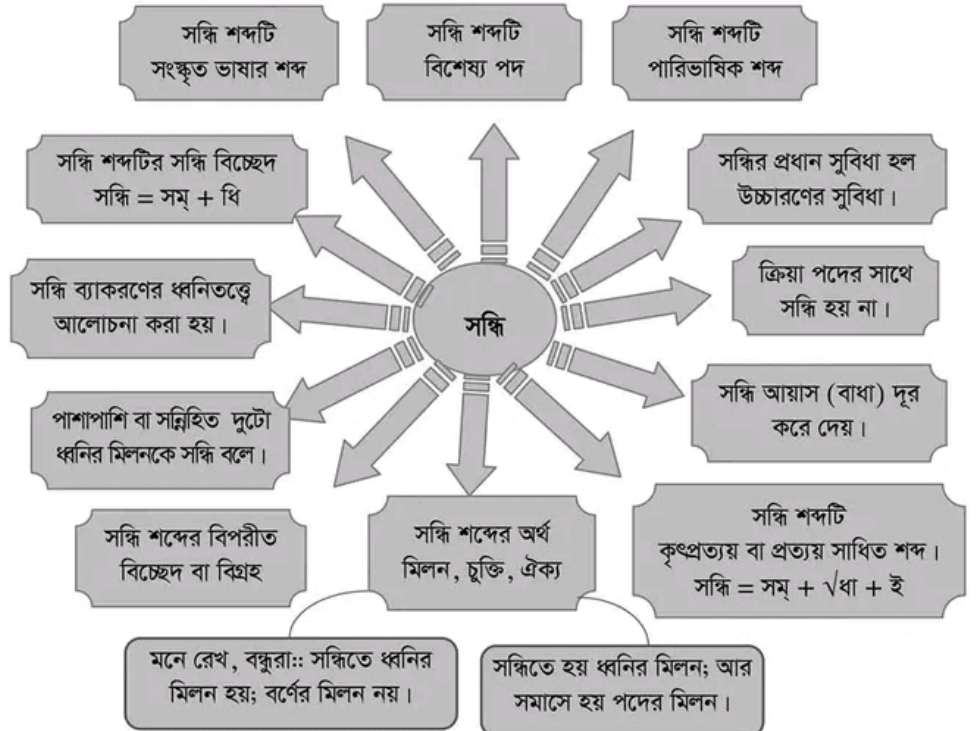 সন্ধি শব্দটি
সংস্কৃত ভাষার শব্দ
সন্ধি শব্দটি
বিশেষ্য পদ
সন্ধি শব্দটি
পারিভাষিক শব্দ
সন্ধি শব্দটির সন্ধি বিচ্ছেদ
সন্ধি = সম্ + ধি
সন্ধির প্রধান সুবিধা হল
উচ্চারণের সুবিধা।
সন্ধি ব্যাকরণের ধ্বনিতত্ত্বে
আলোচনা করা হয়।
সন্ধি
ক্রিয়া পদের সাথে
সন্ধি হয় না।
পাশাপাশি বা সন্নিহিত দুটো
ধ্বনির মিলনকে সন্ধি বলে।
সন্ধি আয়াস (বাধা) দূর
করে দেয়।
সন্ধি শব্দের বিপরীত
বিচ্ছেদ বা বিগ্রহ
সন্ধি শব্দের অর্থ
মিলন, চুক্তি, ঐক্য
সন্ধি শব্দটি
কৃৎপ্রত্যয় বা প্রত্যয় সাধিত শব্দ।
সন্ধি = সম্ + √ধা + ই
মনে রেখ, বন্ধুরা:: সন্ধিতে ধ্বনির
মিলন হয়; বর্ণের মিলন নয়।
সন্ধিতে হয় ধ্বনির মিলন; আর
সমাসে হয় পদের মিলন।